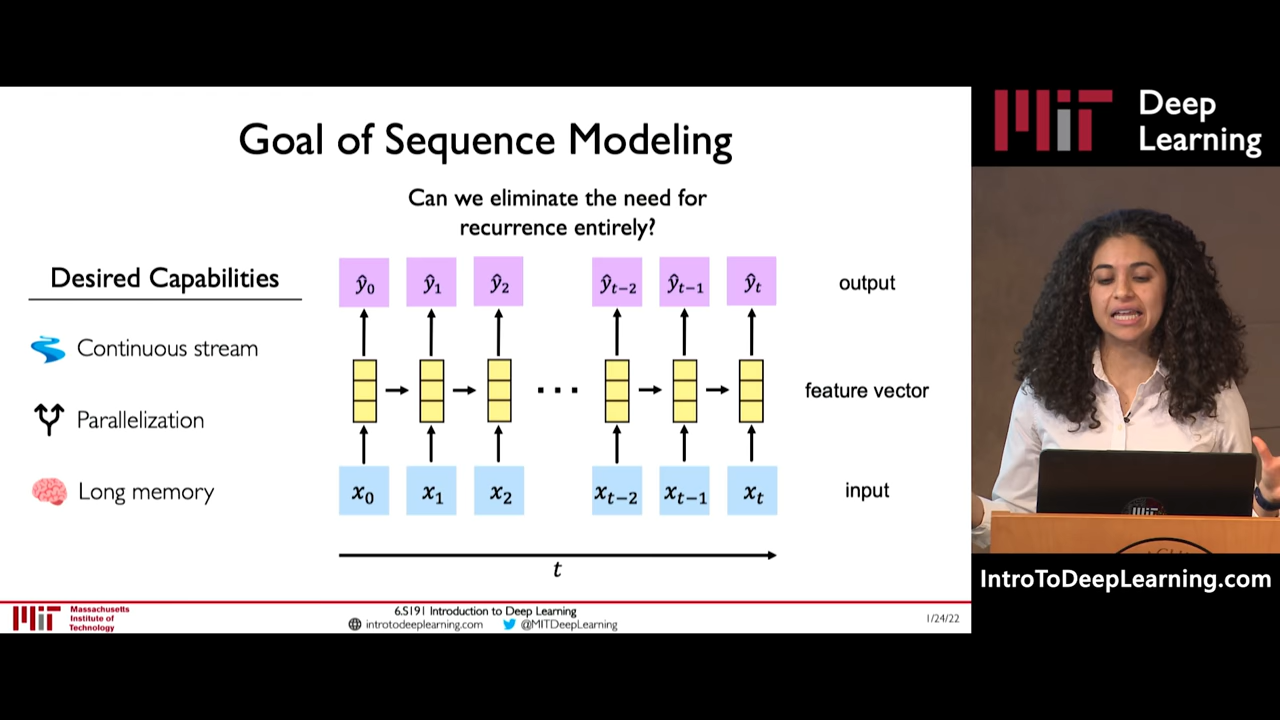 Goal of Sequence Modeling
Can we eliminate the need for
recurrence entirely?
Desired Capabilities
Continuous stream
Parallelization
Long memory
ŷ₀ ŷ₁ ŷ₂ ŷₜ₋₂ ŷₜ₋₁ ŷₜ output
... feature vector
x₀ x₁ x₂ xₜ₋₂ xₜ₋₁ xₜ input
t
Massachusetts
Institute of
Technology
6.S191 Introduction to Deep Learning
introtodeeplearning.com @MITDeepLearning
1/24/22
MIT
Deep
Learning
IntroToDeepLearning.com